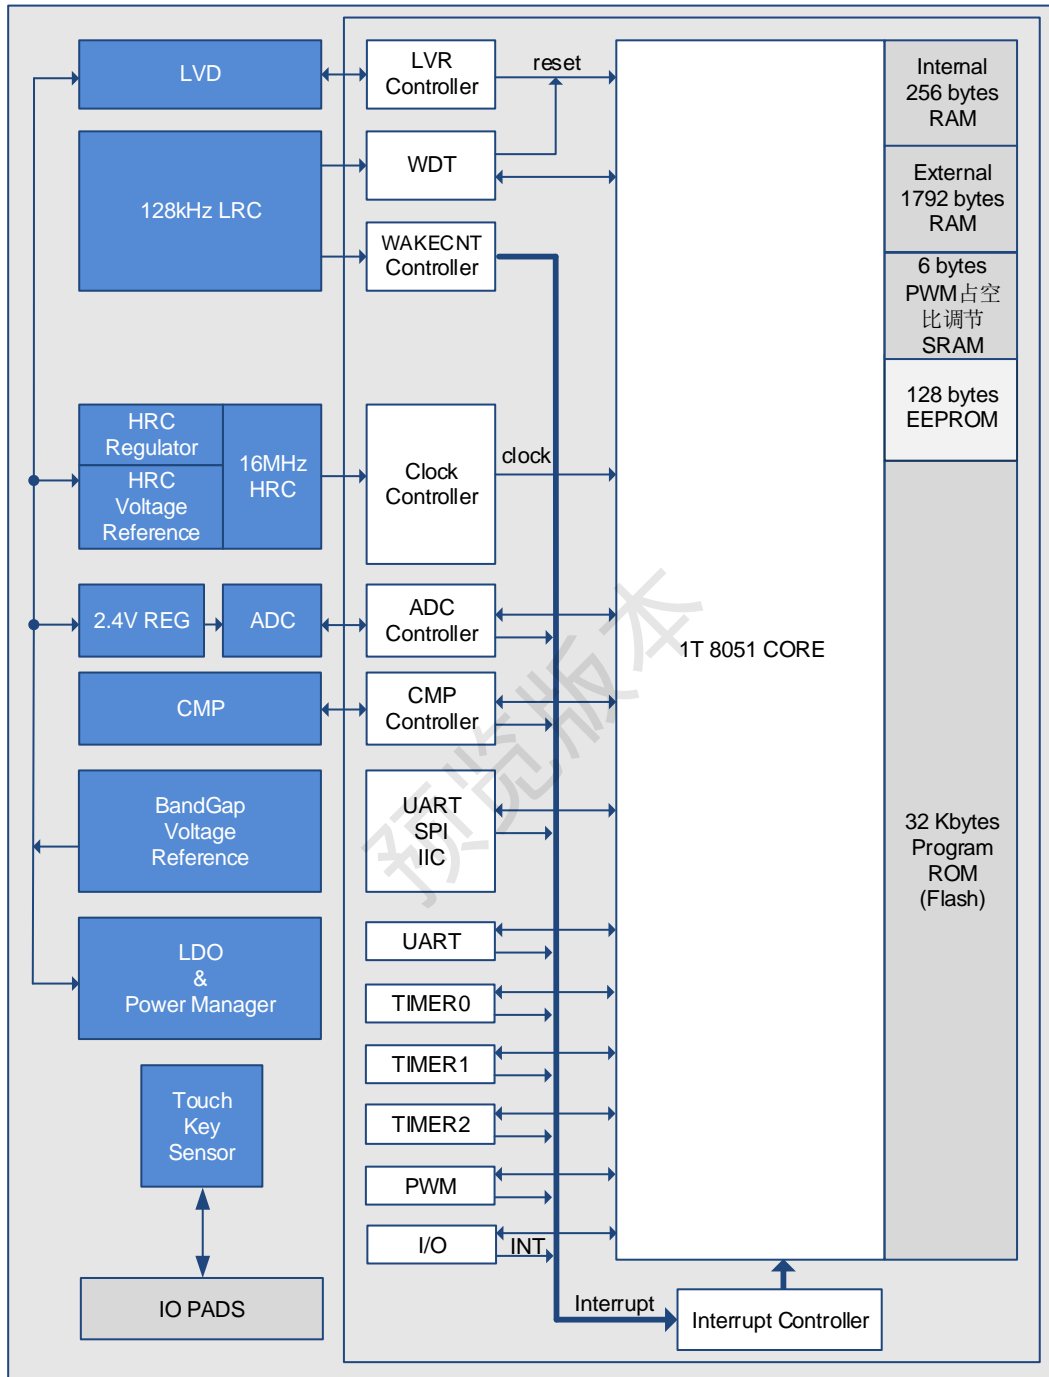 LVD
LVR
Controller
reset
Internal
256 bytes
RAM
128kHz LRC
WDT
External
1792 bytes
RAM
WAKECNT
Controller
6 bytes
PWM占空
比调节
SRAM
128 bytes
EEPROM
HRC
Regulator
HRC
Voltage
Reference
16MHz
HRC
Clock
Controller
clock
2.4V REG
ADC
ADC
Controller
1T 8051 CORE
CMP
CMP
Controller
BandGap
Voltage
Reference
UART
SPI
IIC
32 Kbytes
Program
ROM
(Flash)
UART
LDO
&
Power Manager
TIMER0
TIMER1
Touch
Key
Sensor
TIMER2
PWM
I/O
INT
IO PADS
Interrupt
Interrupt Controller
预览版本